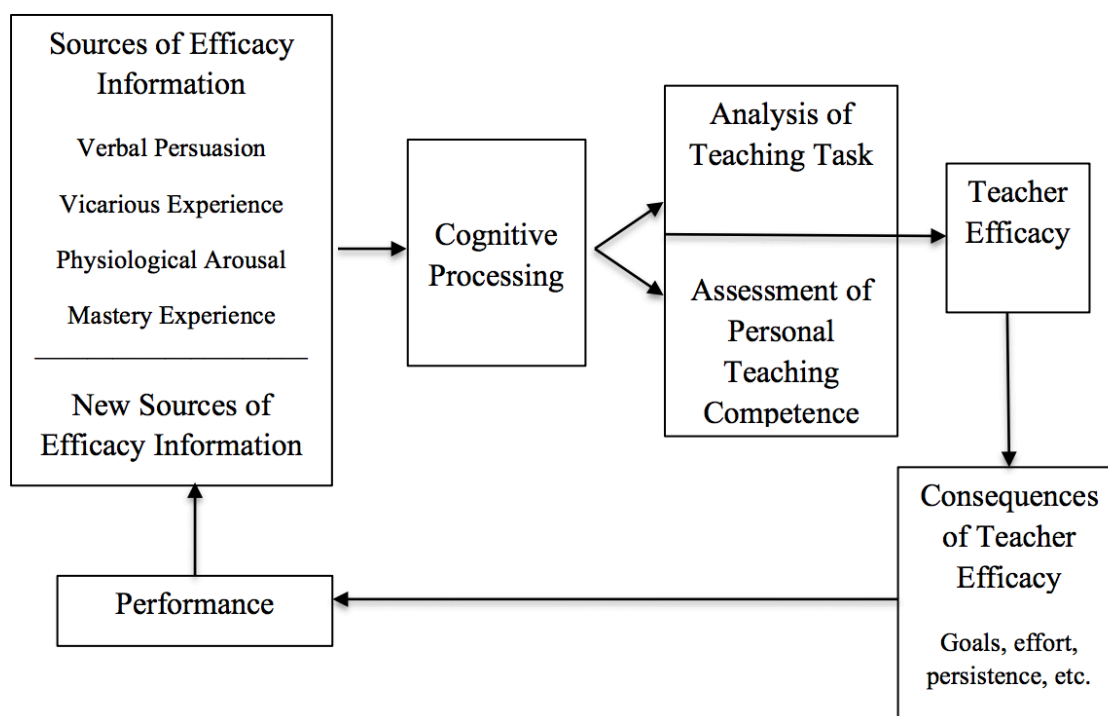 Sources of Efficacy
Information
Verbal Persuasion
Vicarious Experience
Physiological Arousal
Mastery Experience
New Sources of
Efficacy Information
Cognitive
Processing
Analysis of
Teaching Task
Assessment of
Personal
Teaching
Competence
Teacher
Efficacy
Consequences
of Teacher
Efficacy
Goals, effort,
persistence, etc.
Performance